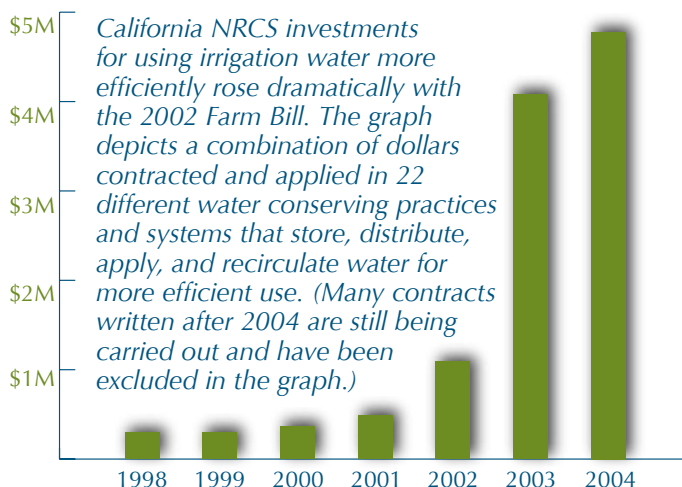 $5M
California NRCS investments
for using irrigation water more
efficiently rose dramatically with
the 2002 Farm Bill. The graph
depicts a combination of dollars
contracted and applied in 22
different water conserving practices
and systems that store, distribute,
apply, and recirculate water for
more efficient use. (Many contracts
written after 2004 are still being
carried out and have been
excluded in the graph.)
$4M
$3M
$2M
$1M
1998 1999 2000 2001 2002 2003 2004